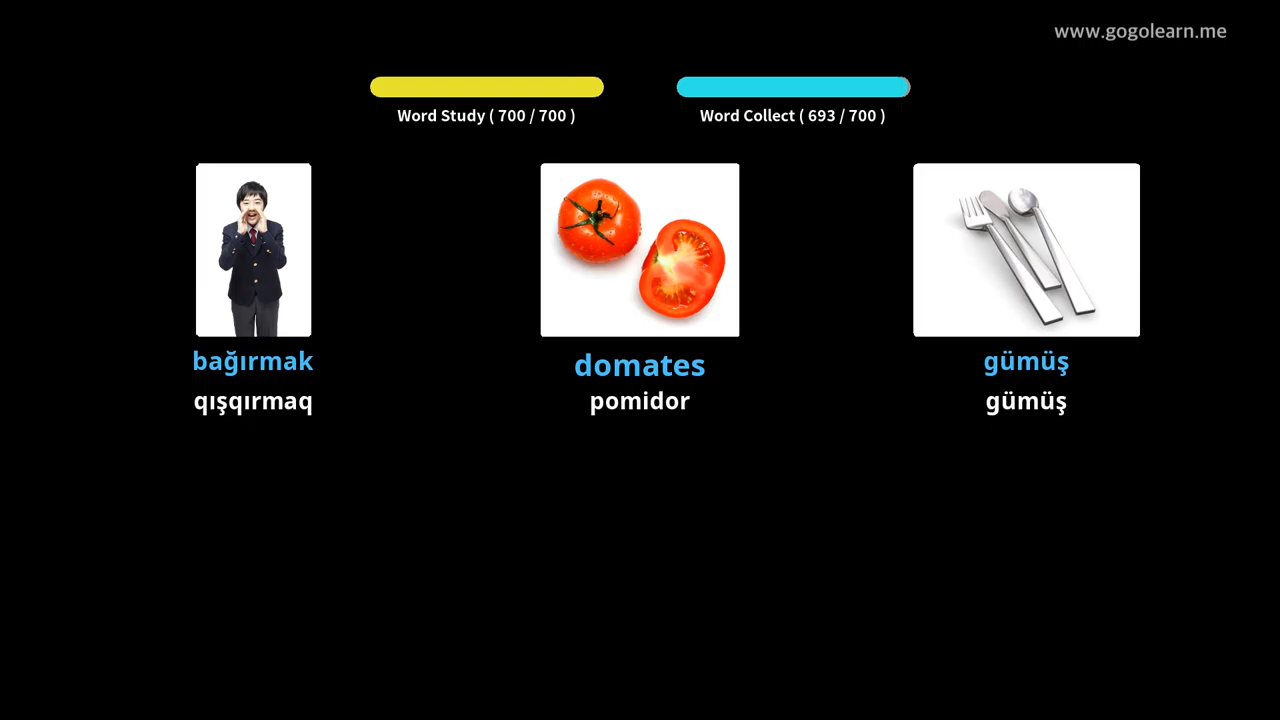 www.gogolearn.me
Word Study ( 700 / 700 )
Word Collect ( 693 / 700 )
bağırmak
qışqırmaq
domates
pomidor
gümüş
gümüş